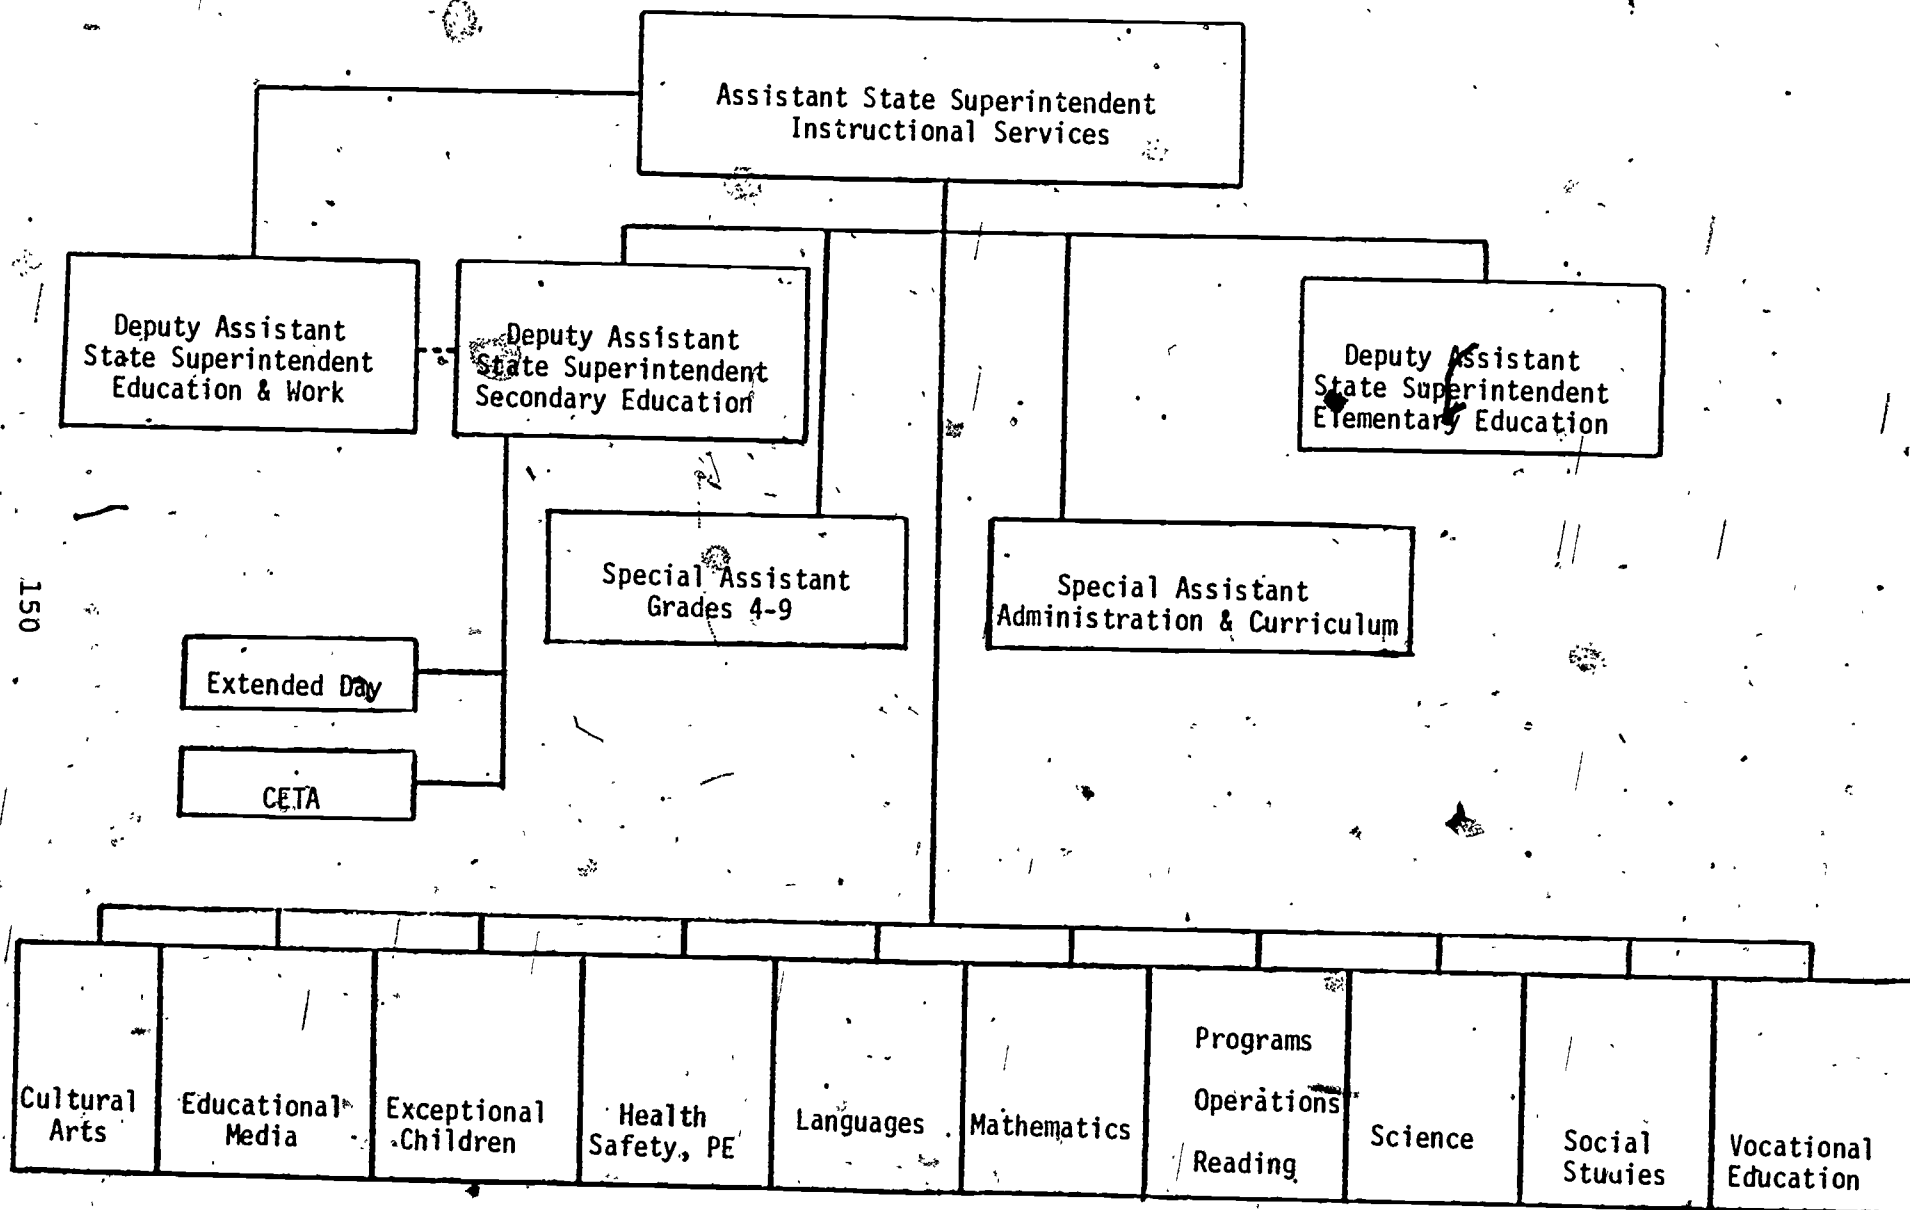 Assistant State Superintendent
Instructional Services
Deputy Assistant
State Superintendent
Education & Work
Deputy Assistant
State Superintendent
Secondary Education
Deputy Assistant
State Superintendent
Elementary Education
Special Assistant
Grades 4-9
Special Assistant
Administration & Curriculum
150
Extended Day
CETA
Cultural
Arts
Educational
Media
Exceptional
Children
Health
Safety, PE
Languages
Mathematics
Programs
Operations
Reading
Science
Social
Studies
Vocational
Education